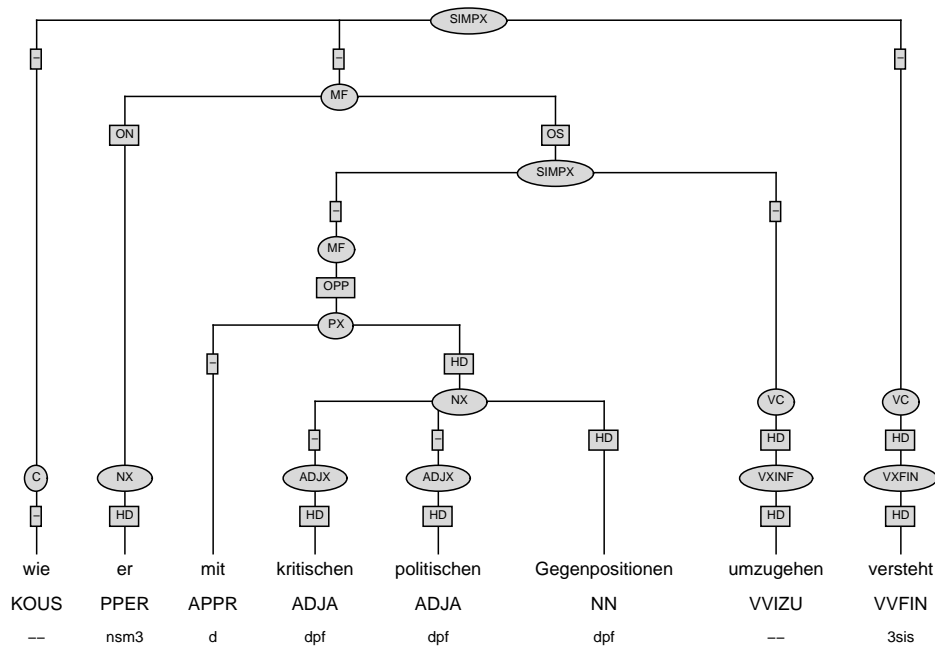 SIMPX
– – –
MF
ON OS
SIMPX
– –
MF
OPP
PX
– HD
NX VC VC
– – HD HD HD
C NX ADJX ADJX VXINF VXFIN
– HD HD HD HD HD
wie er mit kritischen politischen Gegenpositionen umzugehen versteht
KOUS PPER APPR ADJA ADJA NN VVIZU VVFIN
–– nsm3 d dpf dpf dpf –– 3sis